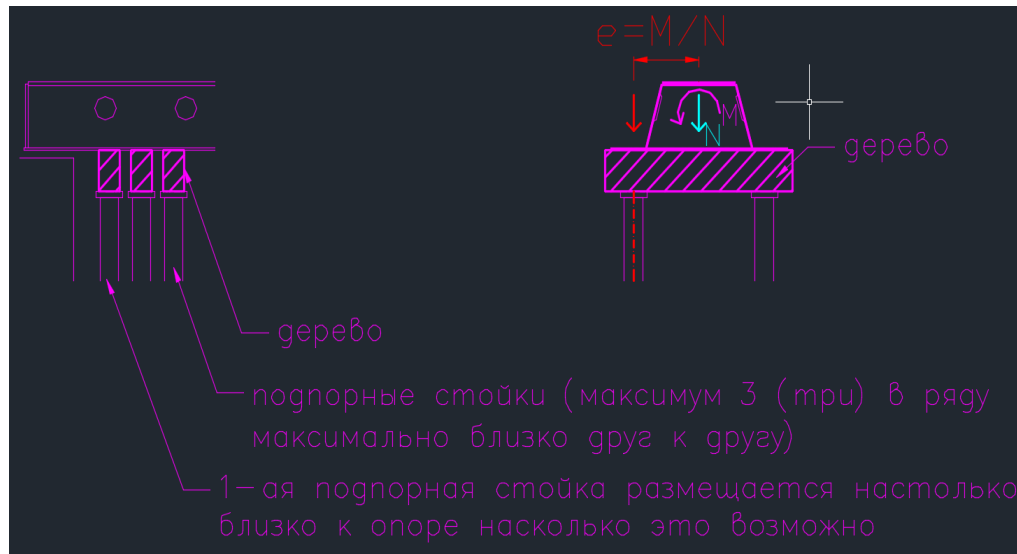 e=M/N
M
N
дерево
дерево
подпорные стойки (максимум 3 (три) в ряду
максимально близко друг к другу)
1-ая подпорная стойка размещается настолько
близко к опоре насколько это возможно